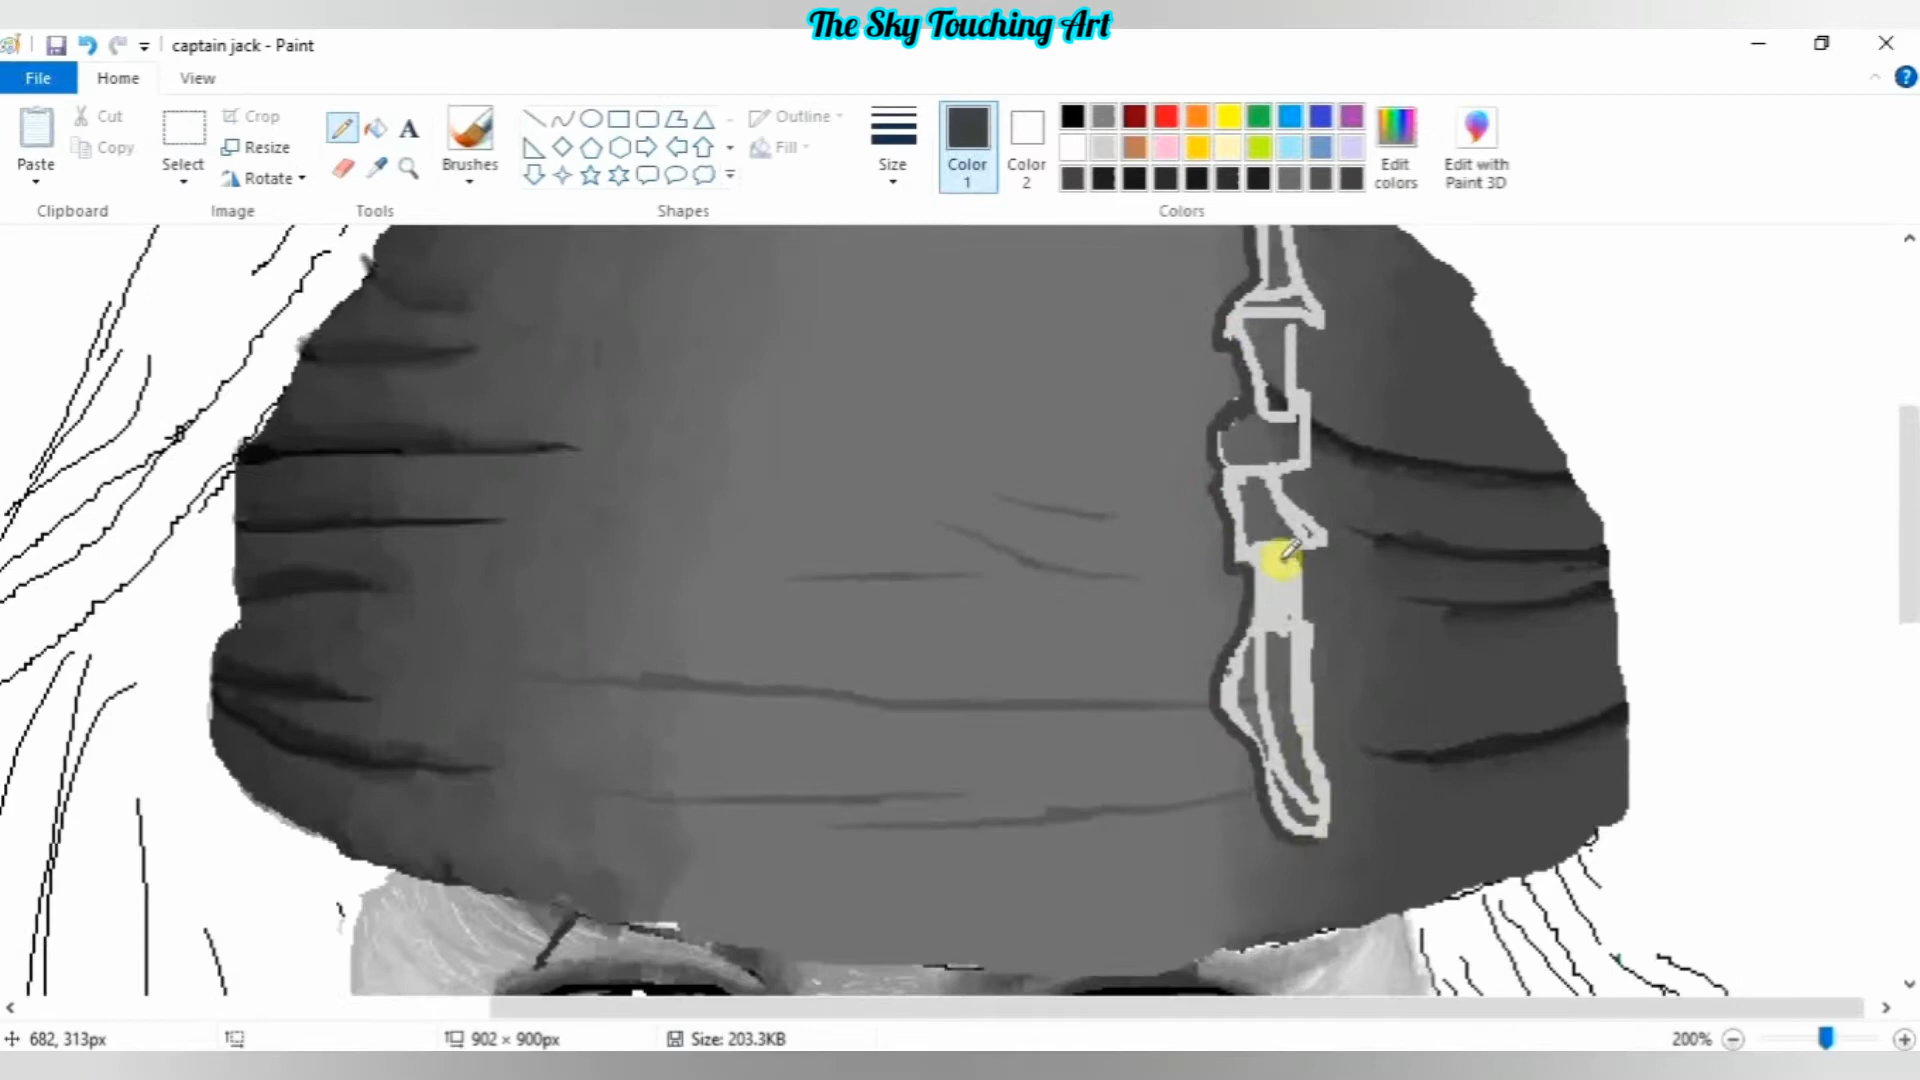 The Sky Touching Art
captain jack - Paint
File Home View
Paste
Cut
Copy
Clipboard
Select
Crop
Resize
Rotate
Image
A
Tools
Brushes
Outline
Fill
Shapes
Size
Color 1
Color 2
Colors
Edit colors
Edit with Paint 3D
682, 313px
902 × 900px
Size: 203.3KB
200%